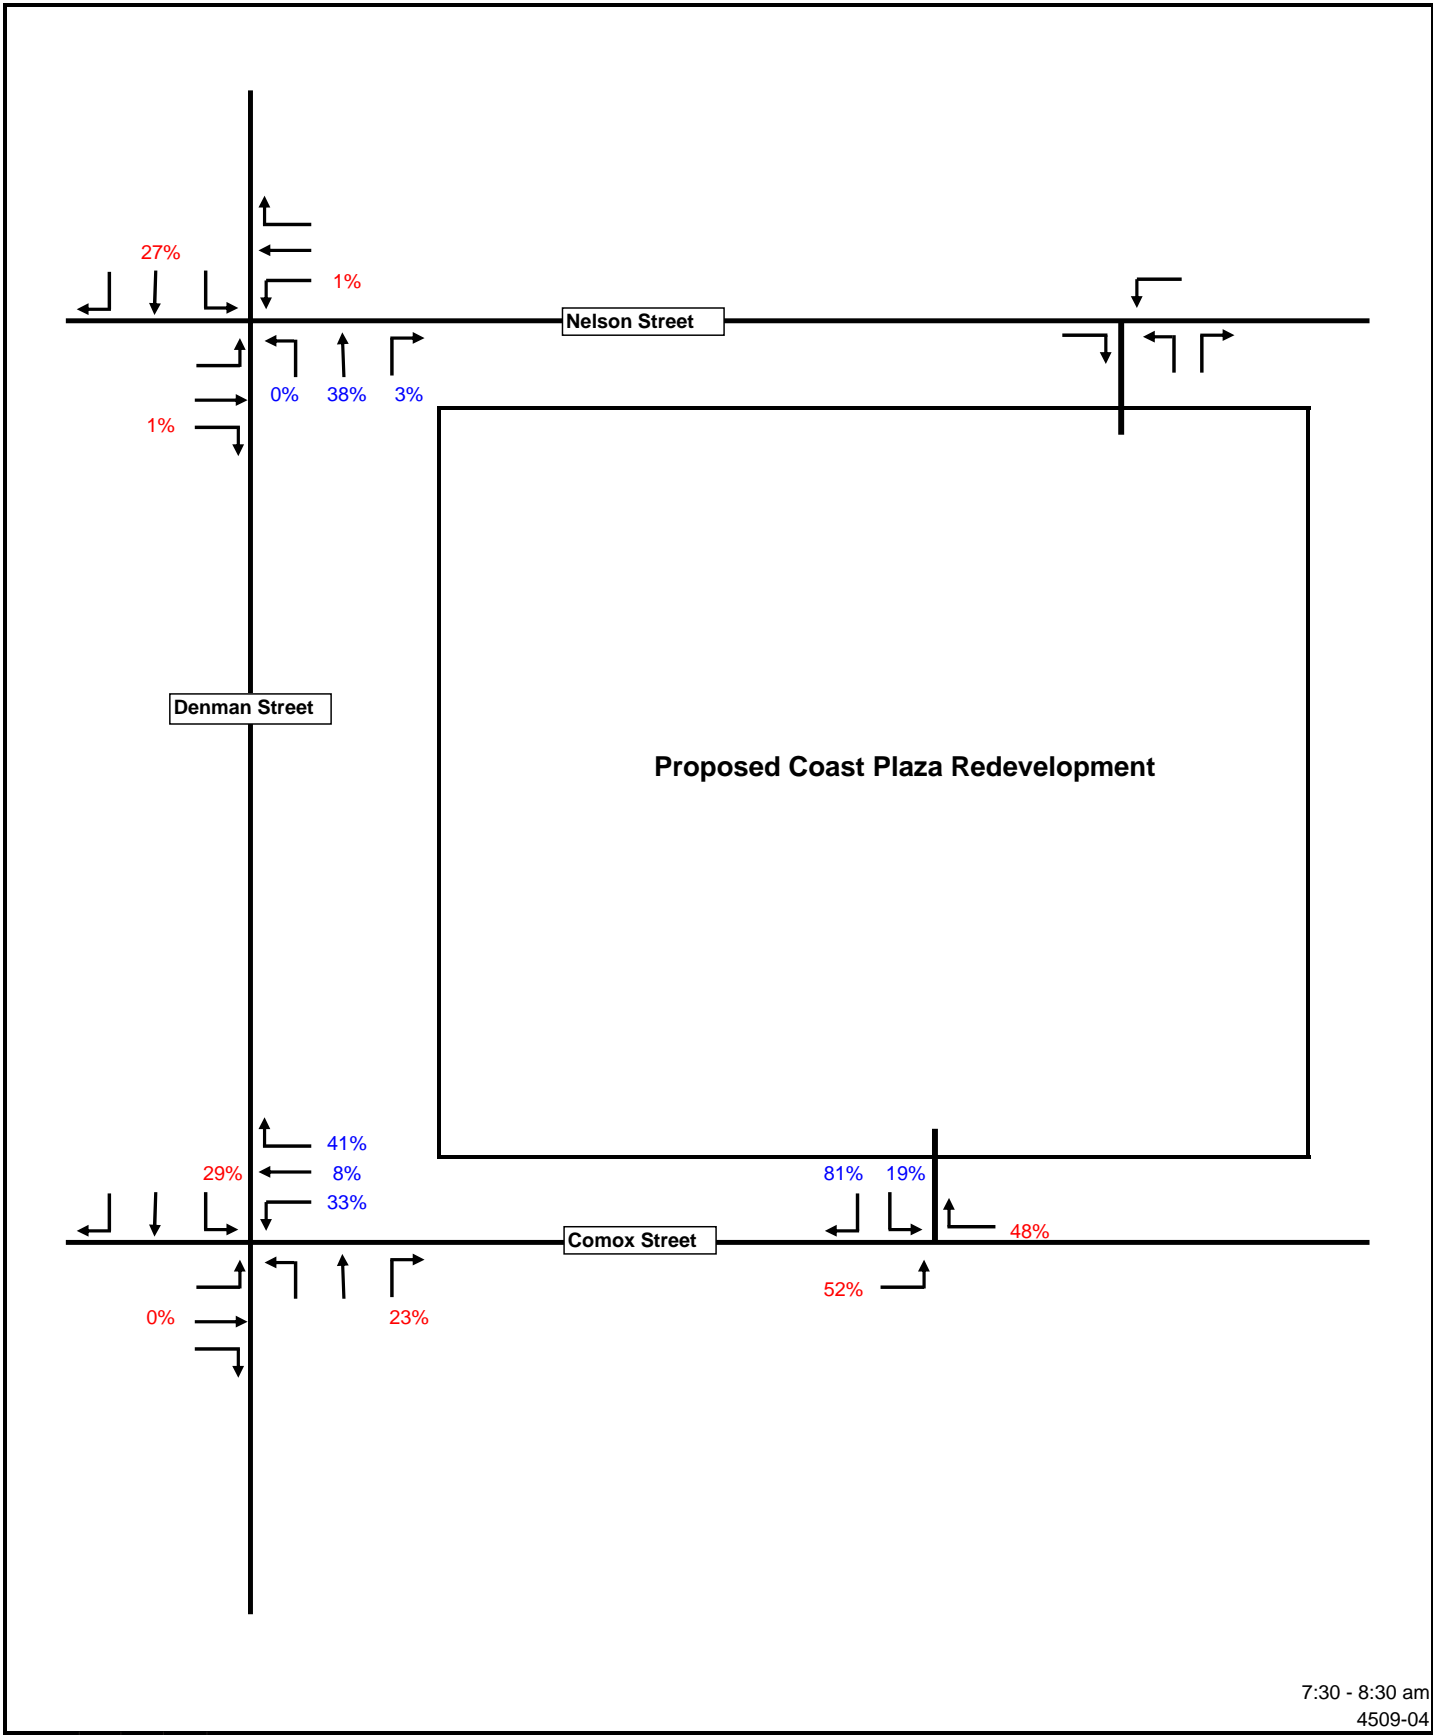 27%
1%
Nelson Street
0% 38% 3%
1%
Denman Street
Proposed Coast Plaza Redevelopment
41%
29% 8% 81% 19%
33%
48%
Comox Street
52%
0% 23%
7:30 - 8:30 am
4509-04